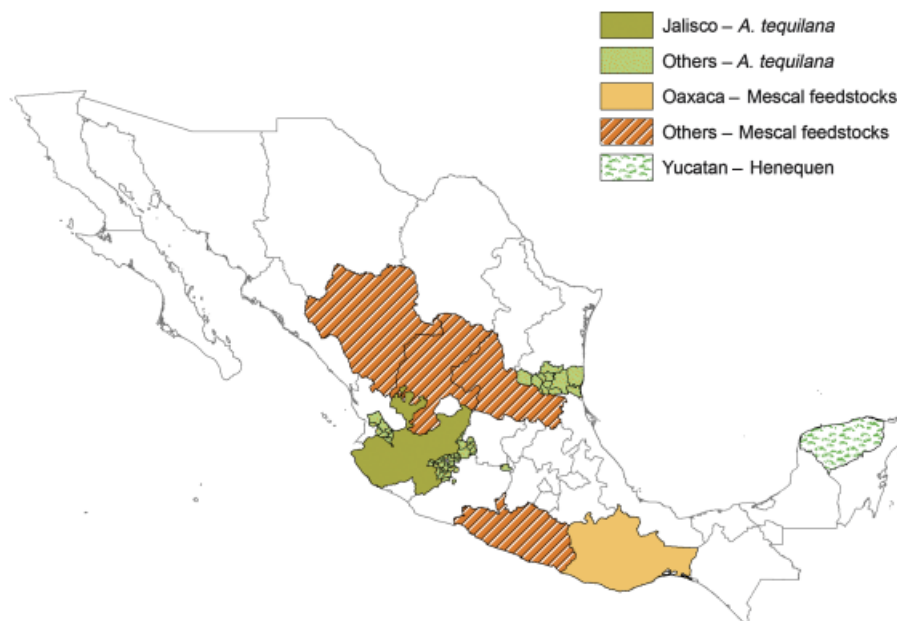 Jalisco – A. tequilana
Others – A. tequilana
Oaxaca – Mescal feedstocks
Others – Mescal feedstocks
Yucatan – Henequen